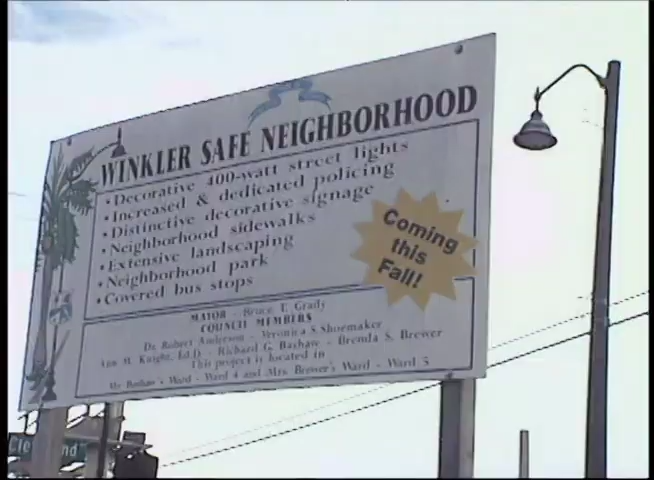 WINKLER SAFE NEIGHBORHOOD
• Decorative 400-watt street lights
• Increased & dedicated policing
• Distinctive decorative signage
• Neighborhood sidewalks
• Extensive landscaping
• Neighborhood park
• Covered bus stops
Coming
this
Fall!
MAYOR - Bruce T. Grady
COUNCIL MEMBERS
Dr. Robert Anderson - Veronica S. Shoemaker
Ann M. Knight, Ed.D - Richard G. Bashaw - Brenda S. Brewer
This project is located in
Mr. Bashaw's Ward - Ward 4 and Mrs. Brewer's Ward - Ward 5